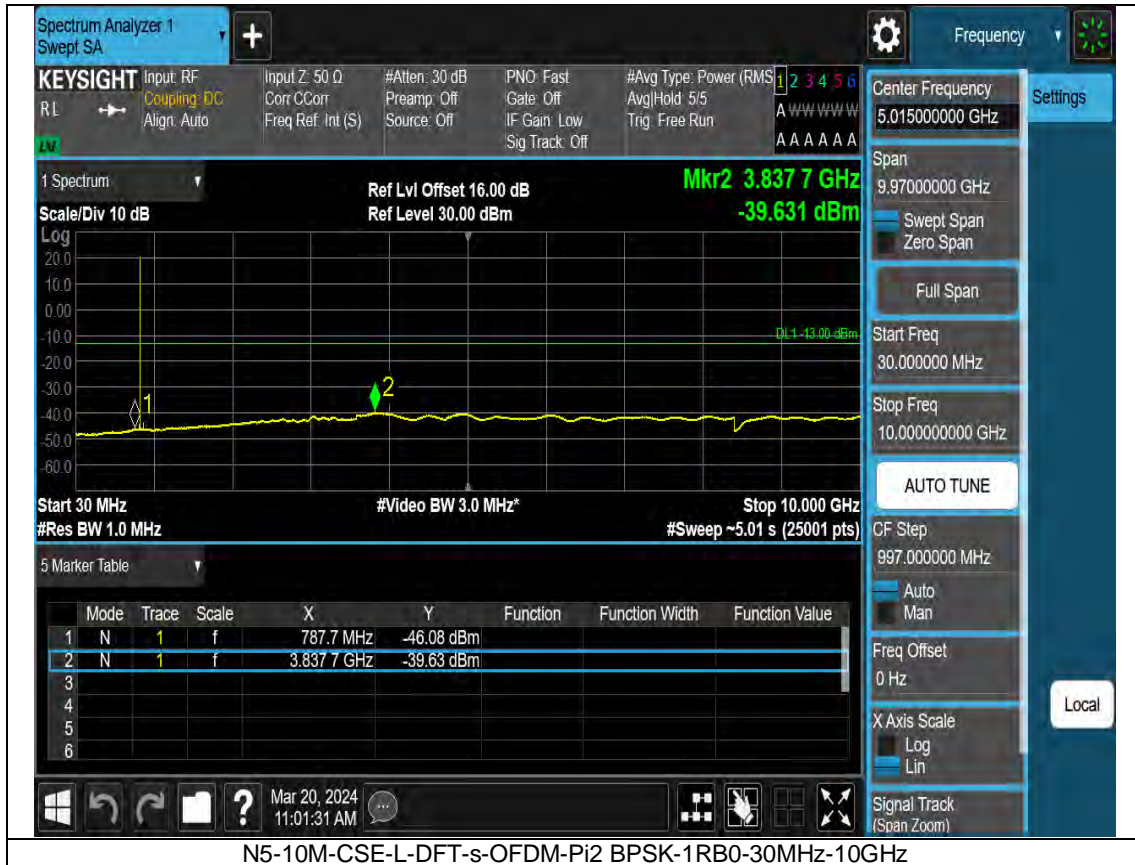 Spectrum Analyzer 1
Swept SA
Frequency
KEYSIGHT
RL
Input: RF
Coupling: DC
Align: Auto
Input Z: 50 Ω
Corr CCorr
Freq Ref: Int (S)
#Atten: 30 dB
Preamp: Off
Source: Off
PNO: Fast
Gate: Off
IF Gain: Low
Sig Track: Off
#Avg Type: Power (RMS
Avg|Hold: 5/5
Trig: Free Run
1 2 3 4 5 6
A W W W W W
A A A A A A
Center Frequency
5.015000000 GHz
Settings
Span
9.97000000 GHz
Swept Span
Zero Span
Full Span
Start Freq
30.000000 MHz
Stop Freq
10.000000000 GHz
AUTO TUNE
CF Step
997.000000 MHz
Auto
Man
Freq Offset
0 Hz
X Axis Scale
Log
Lin
Signal Track
(Span Zoom)
Local
1 Spectrum
Ref Lvl Offset 16.00 dB
Mkr2 3.837 7 GHz
Scale/Div 10 dB
Ref Level 30.00 dBm
-39.631 dBm
Log
20.0
10.0
0.00
-10.0
DL1 -13.00 dBm
-20.0
-30.0
2
1
-40.0
-50.0
-60.0
Start 30 MHz
#Video BW 3.0 MHz*
Stop 10.000 GHz
#Res BW 1.0 MHz
#Sweep ~5.01 s (25001 pts)
5 Marker Table
Mode Trace Scale X Y Function Function Width Function Value
1 N 1 f 787.7 MHz -46.08 dBm
2 N 1 f 3.837 7 GHz -39.63 dBm
3
4
5
6
?
Mar 20, 2024
11:01:31 AM
N5-10M-CSE-L-DFT-s-OFDM-Pi2 BPSK-1RB0-30MHz-10GHz